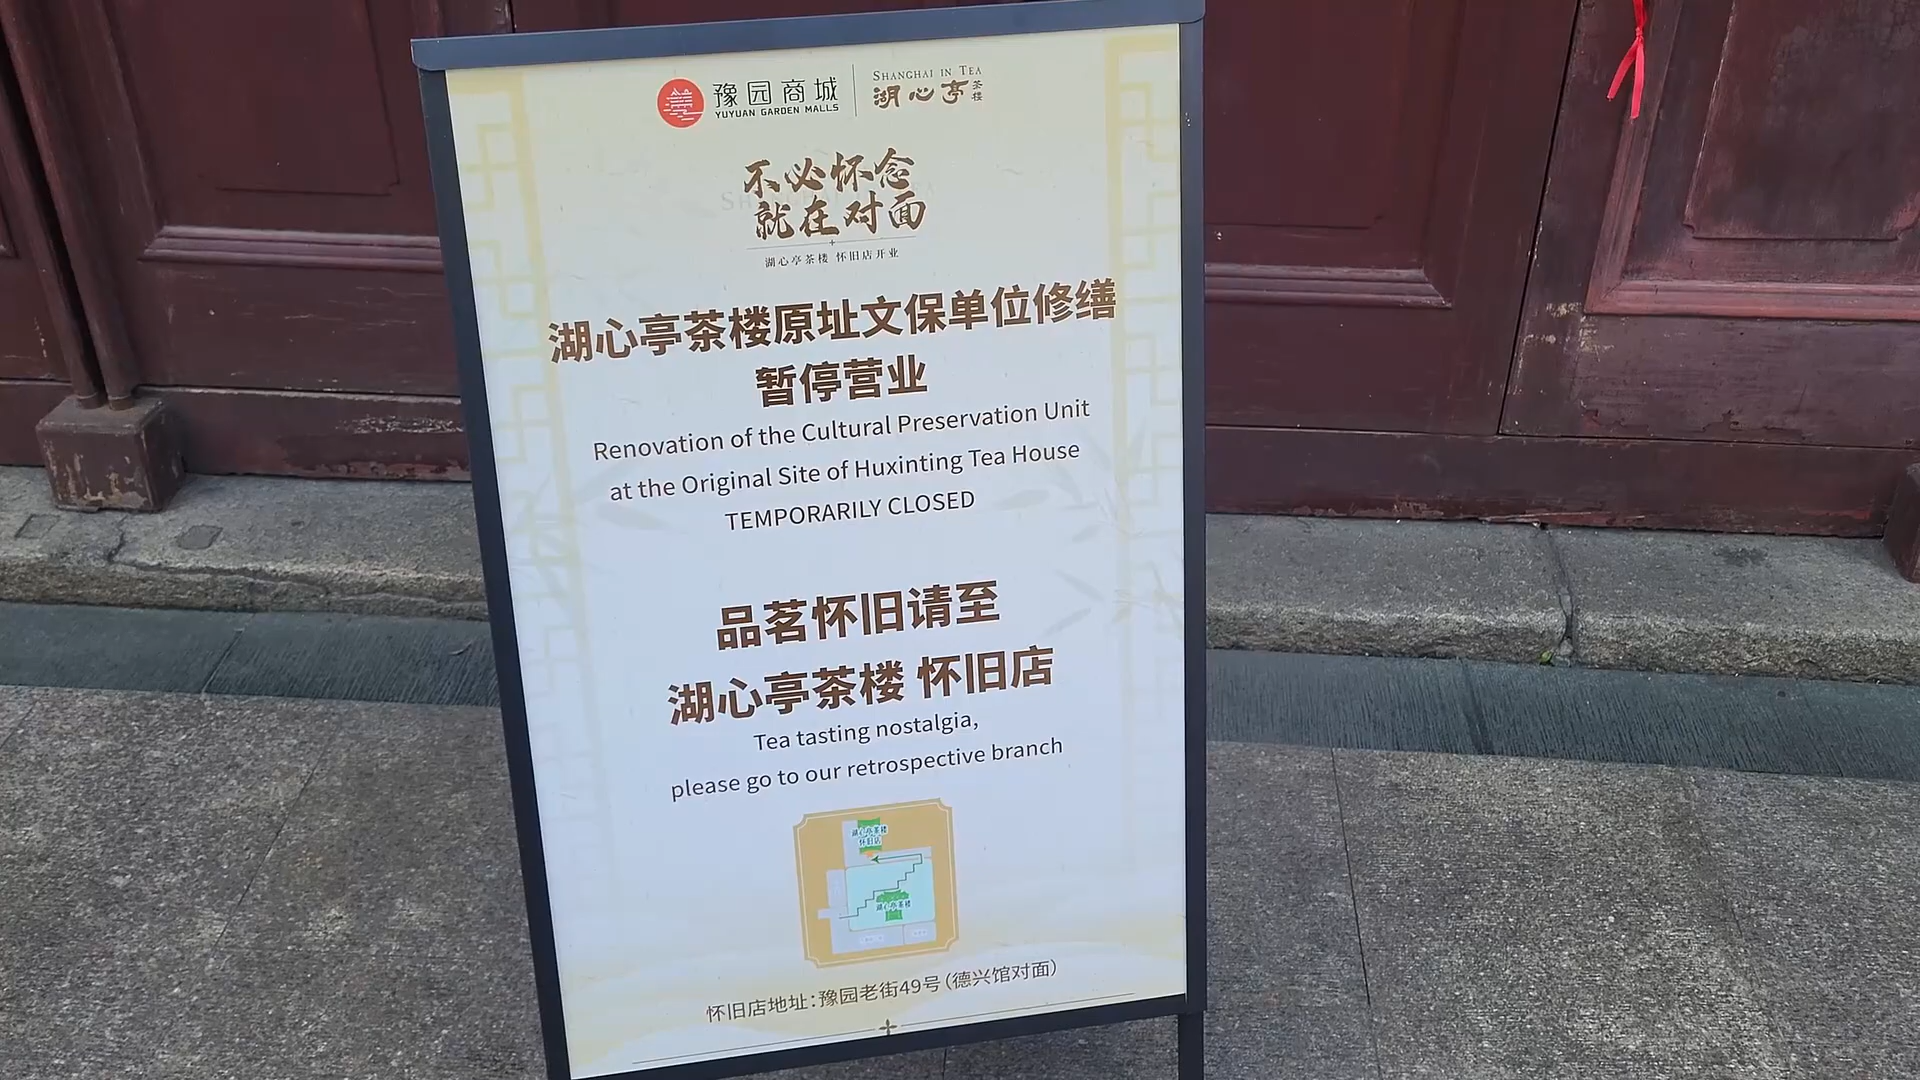 豫园商城
YUYUAN GARDEN MALLS
SHANGHAI IN TEA
湖心亭茶楼
不必怀念
就在对面
湖心亭茶楼 怀旧店开业
湖心亭茶楼原址文保单位修缮
暂停营业
Renovation of the Cultural Preservation Unit
at the Original Site of Huxinting Tea House
TEMPORARILY CLOSED
品茗怀旧请至
湖心亭茶楼 怀旧店
Tea tasting nostalgia,
please go to our retrospective branch
湖心亭茶楼
怀旧店
湖心亭茶楼
怀旧店地址：豫园老街49号（德兴馆对面）